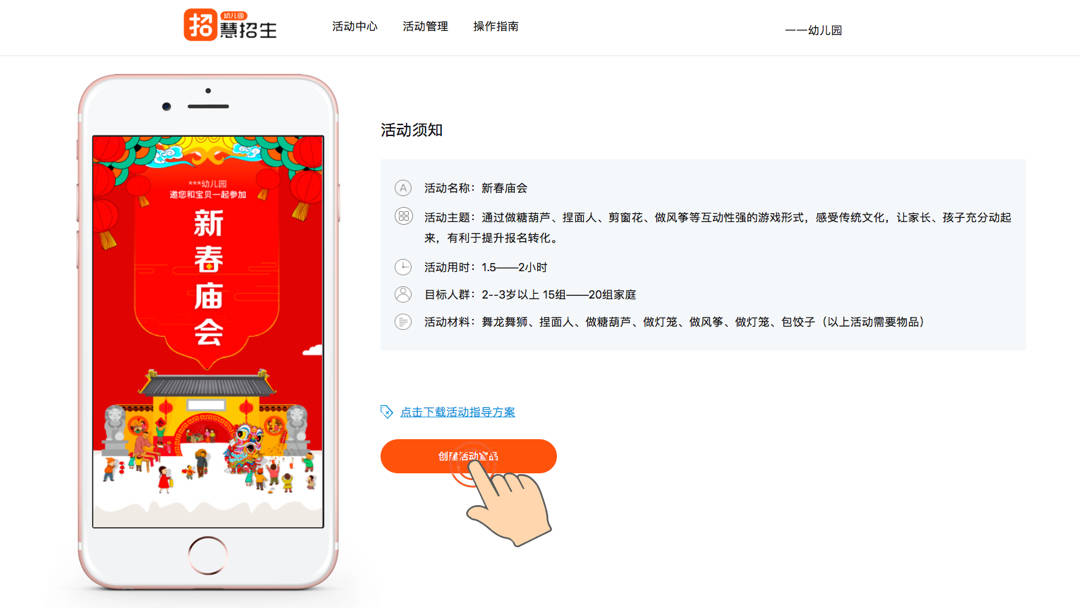 招
幼儿园
慧招生
活动中心
活动管理
操作指南
一一幼儿园
***幼儿园
邀您和宝贝一起参加
新春庙会
活动须知
A 活动名称：新春庙会
活动主题：通过做糖葫芦、捏面人、剪窗花、做风筝等互动性强的游戏形式，感受传统文化，让家长、孩子充分动起
来，有利于提升报名转化。
活动用时：1.5——2小时
目标人群：2--3岁以上 15组——20组家庭
活动材料：舞龙舞狮、捏面人、做糖葫芦、做灯笼、做风筝、做灯笼、包饺子（以上活动需要物品）
点击下载活动指导方案
创建活动